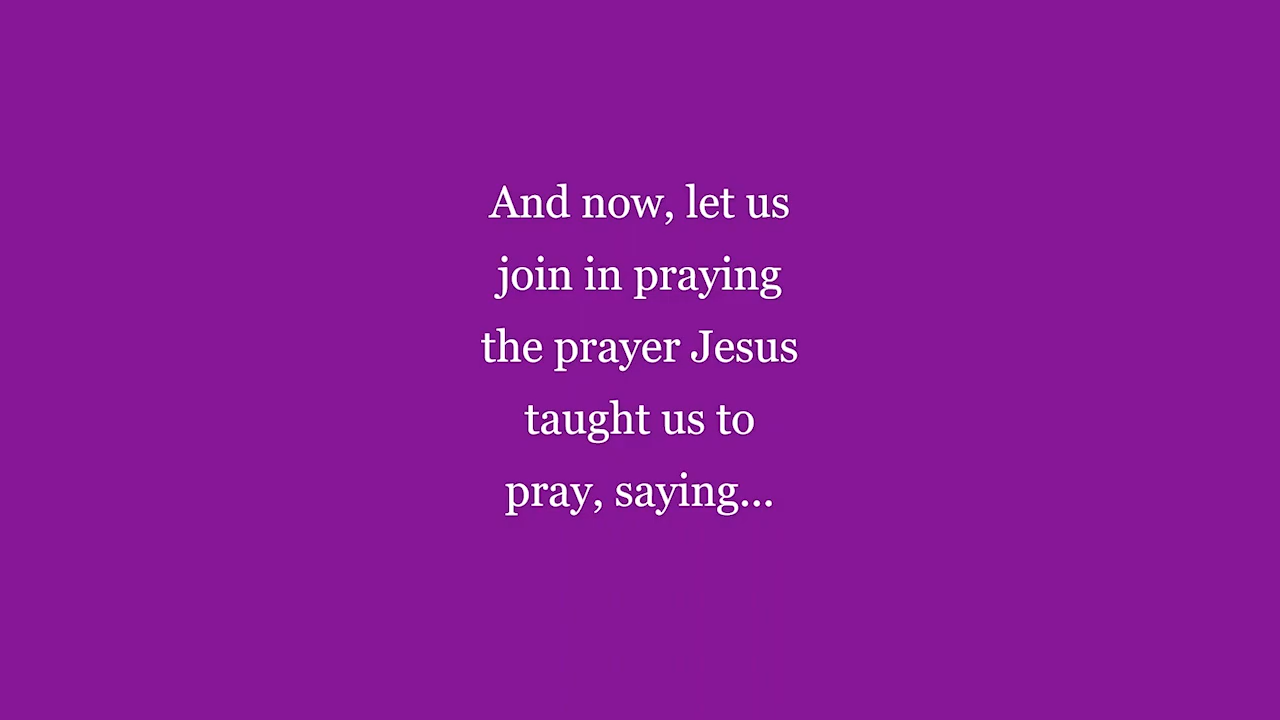 And now, let us
join in praying
the prayer Jesus
taught us to
pray, saying...